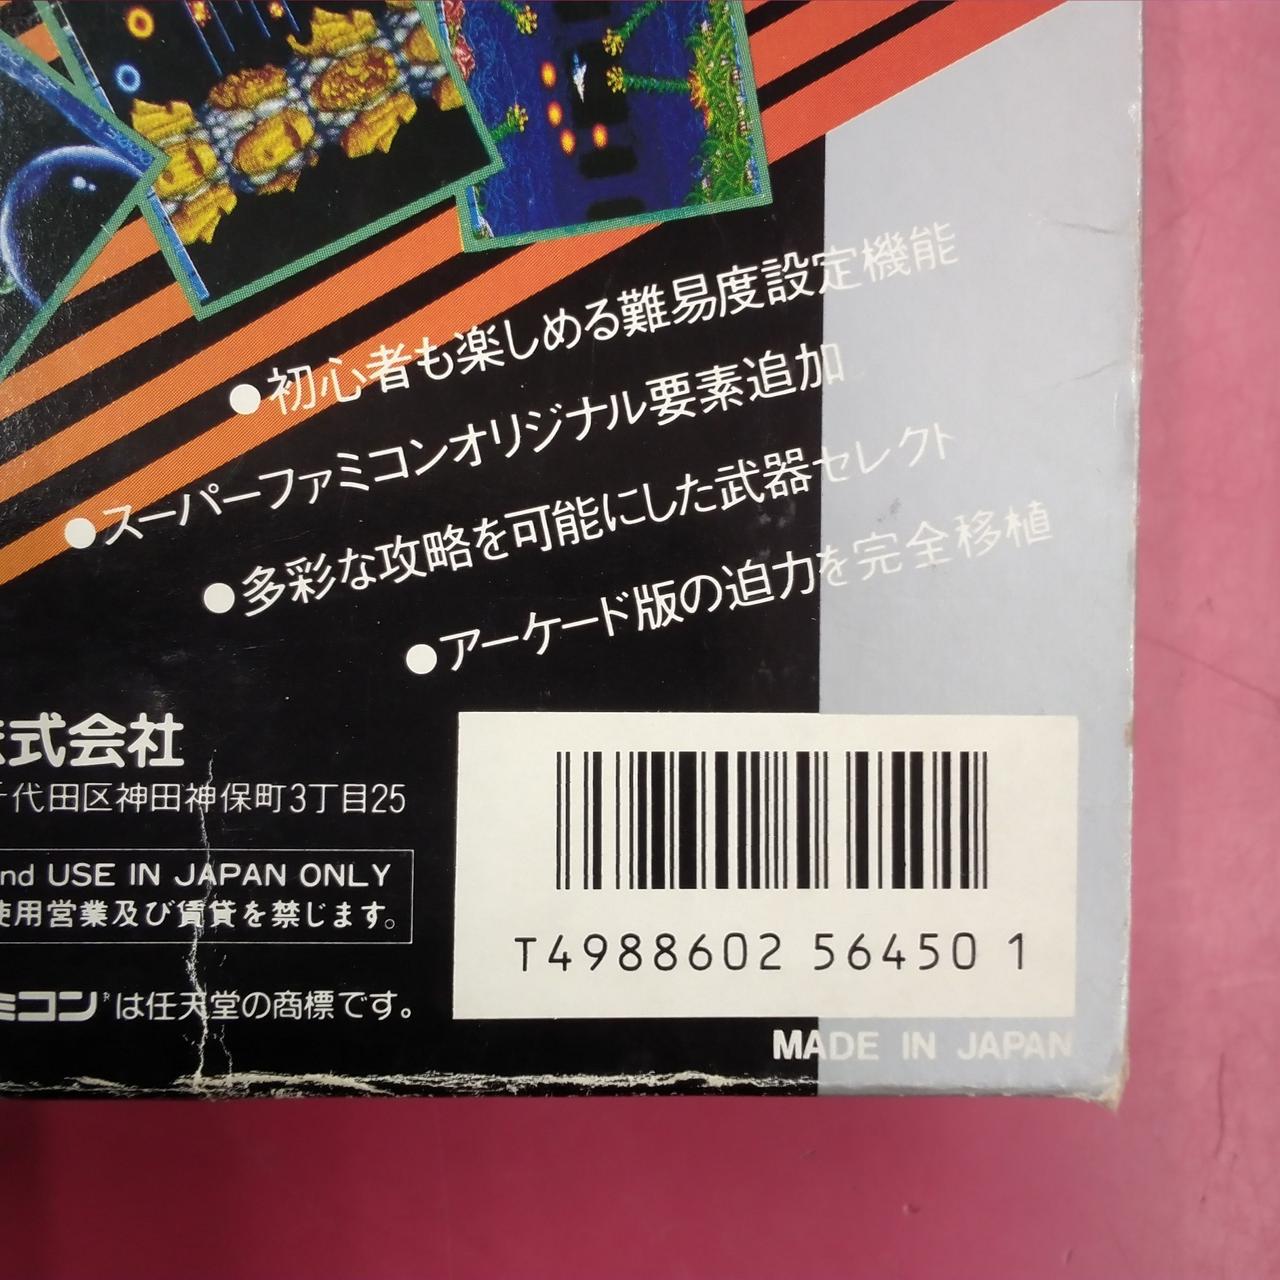 ●初心者も楽しめる難易度設定機能
●スーパーファミコンオリジナル要素追加
●多彩な攻略を可能にした武器セレクト
●アーケード版の迫力を完全移植
式会社
千代田区神田神保町3丁目25
nd USE IN JAPAN ONLY
使用営業及び賃貸を禁じます。
ミコン®は任天堂の商標です。
T4988602 56450 1
MADE IN JAPAN